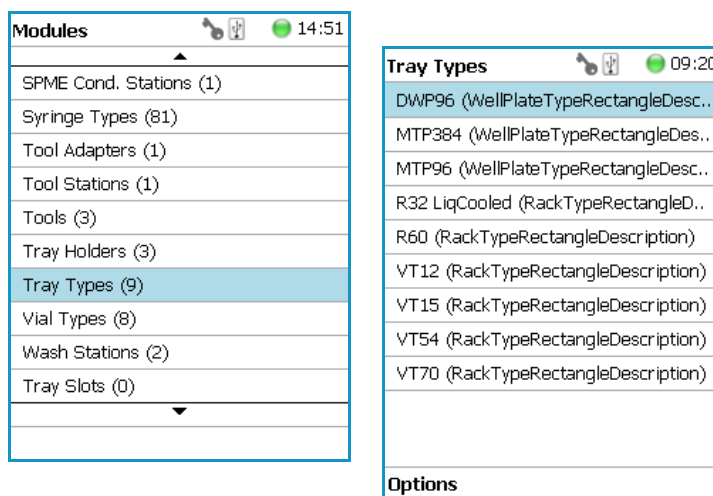 Modules 14:51
SPME Cond. Stations (1)
Syringe Types (81)
Tool Adapters (1)
Tool Stations (1)
Tools (3)
Tray Holders (3)
Tray Types (9)
Vial Types (8)
Wash Stations (2)
Tray Slots (0)
Tray Types 09:20
DWP96 (WellPlateTypeRectangleDesc..
MTP384 (WellPlateTypeRectangleDes..
MTP96 (WellPlateTypeRectangleDesc..
R32 LiqCooled (RackTypeRectangleD..
R60 (RackTypeRectangleDescription)
VT12 (RackTypeRectangleDescription)
VT15 (RackTypeRectangleDescription)
VT54 (RackTypeRectangleDescription)
VT70 (RackTypeRectangleDescription)
Options